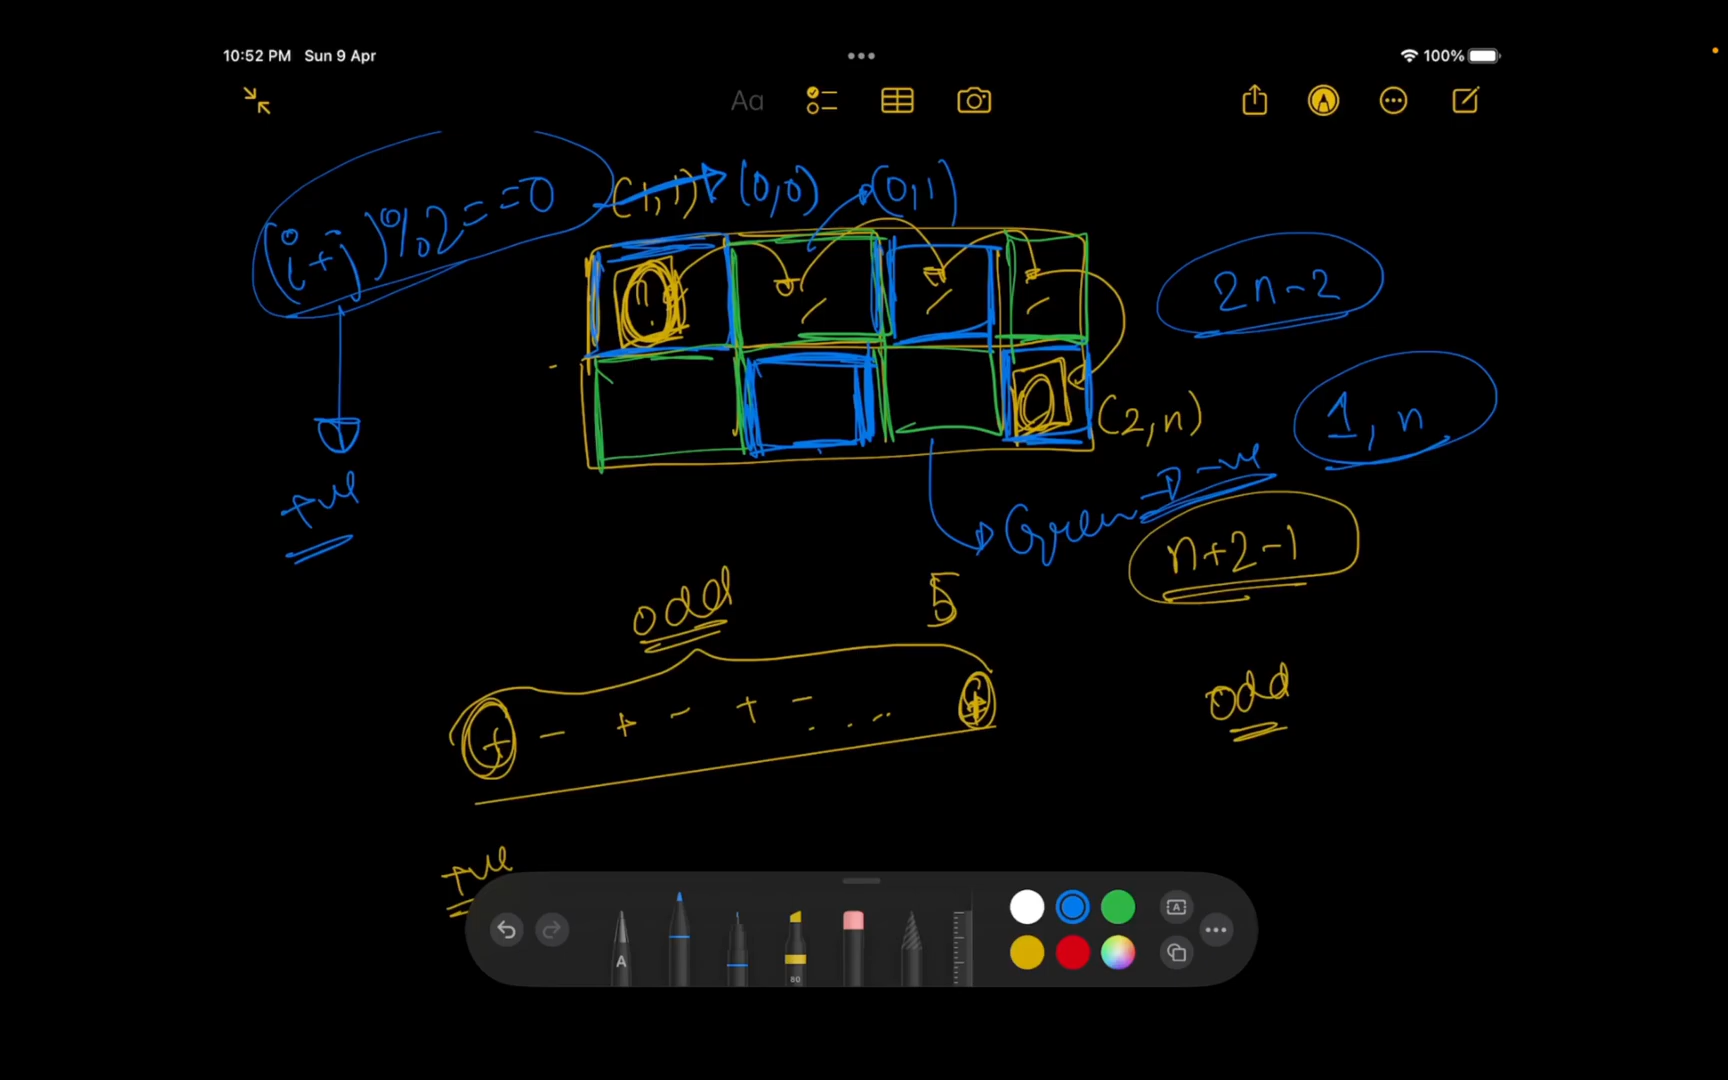 10:52 PM Sun 9 Apr
100%
Aa
(i+j)%2==0
(1,1) (0,0) (0,1)
2n-2
1, n
(2,n)
+ve
Green -ve
n+2-1
odd
5
odd
+ - + - + - ... +
+ve
A
80
A